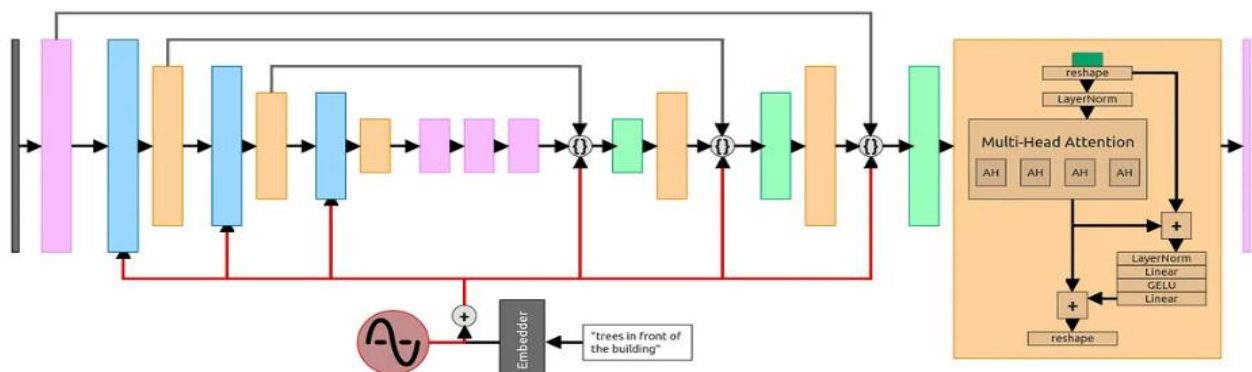 {}
{}
{}
+
Embedder
"trees in front of
the building"
reshape
LayerNorm
Multi-Head Attention
AH AH AH AH
+
LayerNorm
Linear
GELU
Linear
+
reshape